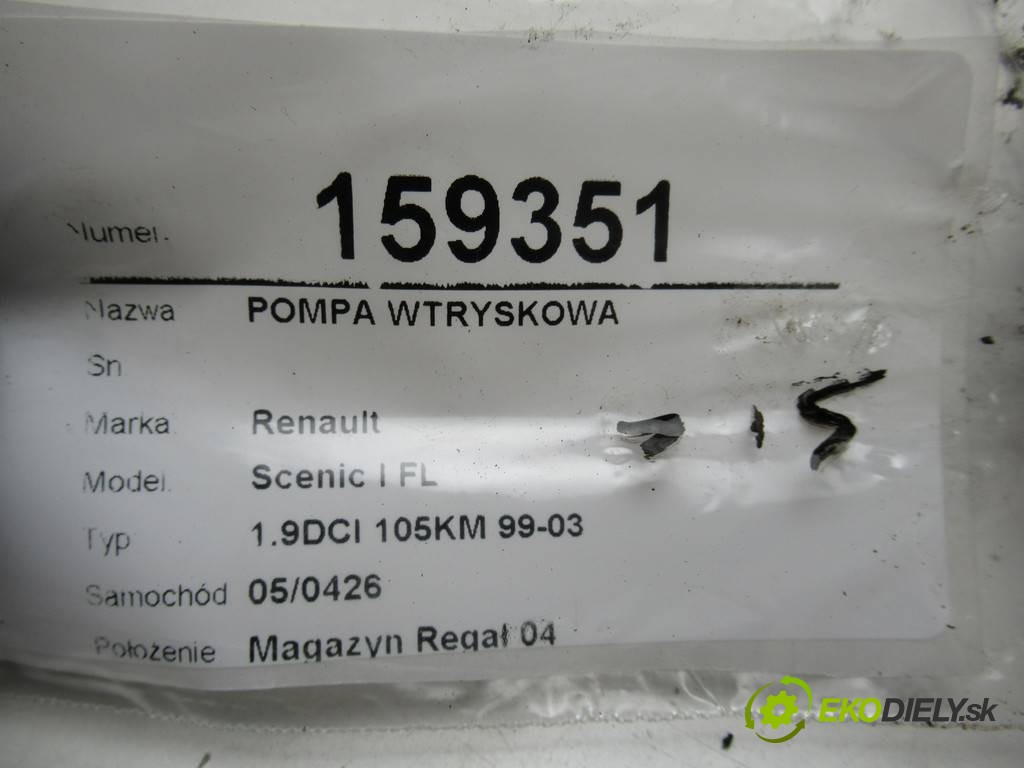 Numer 159351
Nazwa POMPA WTRYSKOWA
Sn
Marka Renault
Model Scenic I FL
Typ 1.9DCI 105KM 99-03
Samochód 05/0426
Położenie Magazyn Regał 04
EKODIELY.sk